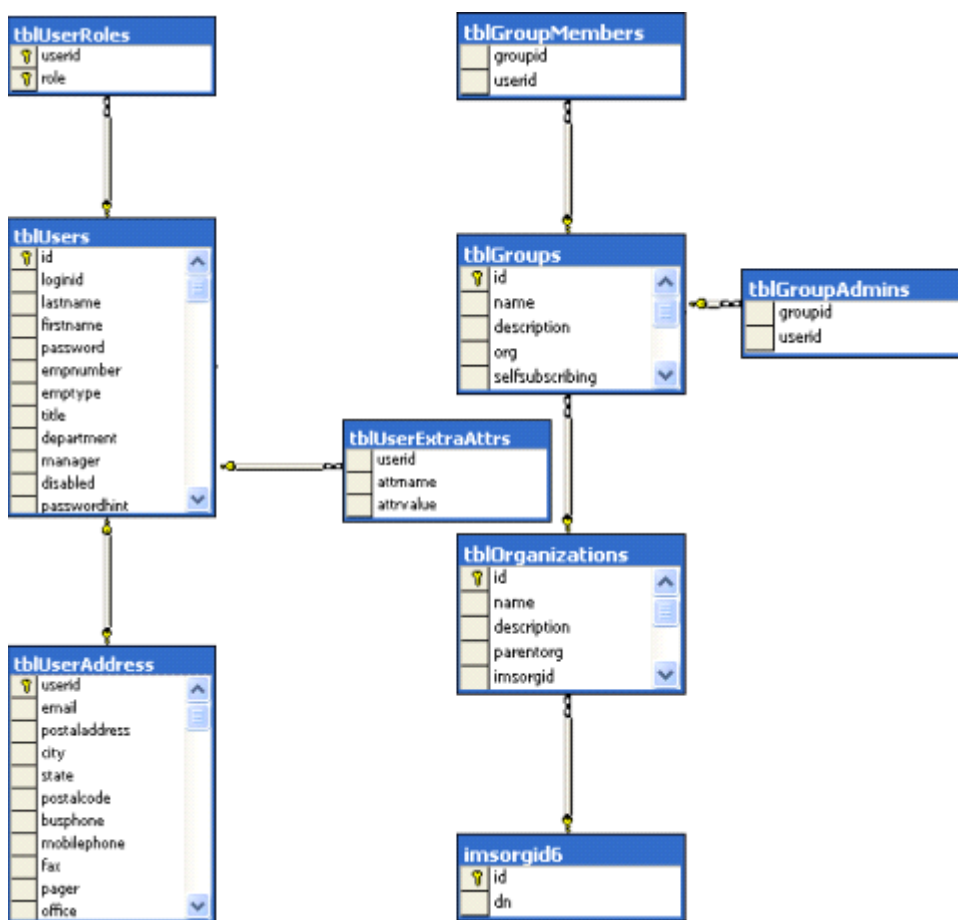 tblUserRoles
userid
role
tblGroupMembers
groupid
userid
tblUsers
id
loginid
lastname
firstname
password
empnumber
emptype
title
department
manager
disabled
passwordhint
tblGroups
id
name
description
org
selfsubscribing
tblGroupAdmins
groupid
userid
tblUserExtraAttrs
userid
attrname
attrvalue
tblOrganizations
id
name
description
parentorg
imsorgid
tblUserAddress
userid
email
postaladdress
city
state
postalcode
busphone
mobilephone
fax
pager
office
imsorgid6
id
dn